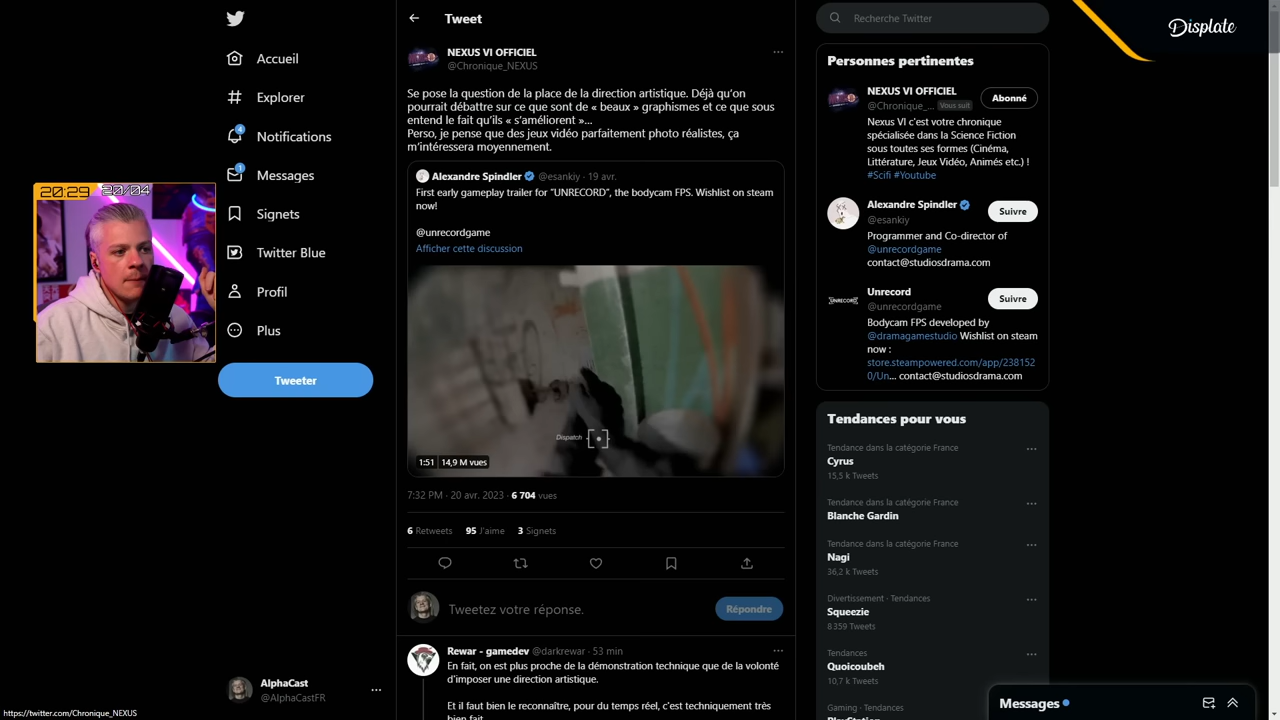 Tweet
Recherche Twitter
Displate
NEXUS VI OFFICIEL
@Chronique_NEXUS
Accueil
Explorer
4
Notifications
1
Messages
Signets
Twitter Blue
Profil
Plus
Tweeter
20:29 20/04
Se pose la question de la place de la direction artistique. Déjà qu’on
pourrait débattre sur ce que sont de « beaux » graphismes et ce que sous
entend le fait qu’ils « s’améliorent »...
Perso, je pense que des jeux vidéo parfaitement photo réalistes, ça
m’intéressera moyennement.
Alexandre Spindler @esankiy · 19 avr.
First early gameplay trailer for “UNRECORD”, the bodycam FPS. Wishlist on steam
now!
@unrecordgame
Afficher cette discussion
Dispatch
1:51 14,9 M vues
7:32 PM · 20 avr. 2023 · 6 704 vues
6 Retweets 95 J’aime 3 Signets
Tweetez votre réponse.
Répondre
Rewar - gamedev @darkrewar · 53 min
En fait, on est plus proche de la démonstration technique que de la volonté
d'imposer une direction artistique.
Et il faut bien le reconnaître, pour du temps réel, c'est techniquement très
bien fait
Personnes pertinentes
NEXUS VI OFFICIEL
@Chronique_... Vous suit
Abonné
Nexus VI c'est votre chronique
spécialisée dans la Science Fiction
sous toutes ses formes (Cinéma,
Littérature, Jeux Vidéo, Animés etc.) !
#Scifi #Youtube
Alexandre Spindler
@esankiy
Suivre
Programmer and Co-director of
@unrecordgame
contact@studiosdrama.com
UNRECORD
Unrecord
@unrecordgame
Suivre
Bodycam FPS developed by
@dramagamestudio Wishlist on steam
now :
store.steampowered.com/app/238152
0/Un... contact@studiosdrama.com
Tendances pour vous
Tendance dans la catégorie France
Cyrus
15,5 k Tweets
Tendance dans la catégorie France
Blanche Gardin
Tendance dans la catégorie France
Nagi
36,2 k Tweets
Divertissement · Tendances
Squeezie
8 359 Tweets
Tendances
Quoicoubeh
10,7 k Tweets
Gaming · Tendances
PlayStation
Messages
AlphaCast
@AlphaCastFR
https://twitter.com/Chronique_NEXUS